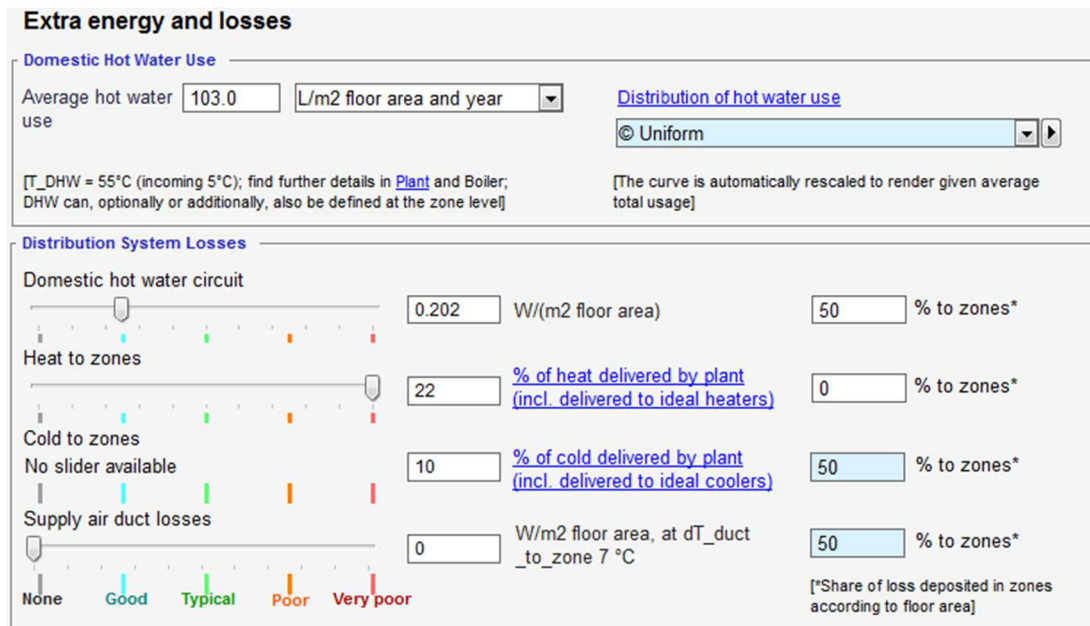 Extra energy and losses
Domestic Hot Water Use
Average hot water use 103.0 L/m2 floor area and year
Distribution of hot water use
© Uniform
[T_DHW = 55°C (incoming 5°C); find further details in Plant and Boiler;
DHW can, optionally or additionally, also be defined at the zone level]
[The curve is automatically rescaled to render given average
total usage]
Distribution System Losses
Domestic hot water circuit
0.202 W/(m2 floor area) 50 % to zones*
Heat to zones
22 % of heat delivered by plant
(incl. delivered to ideal heaters) 0 % to zones*
Cold to zones
No slider available
10 % of cold delivered by plant
(incl. delivered to ideal coolers) 50 % to zones*
Supply air duct losses
0 W/m2 floor area, at dT_duct
_to_zone 7 °C 50 % to zones*
None Good Typical Poor Very poor
[*Share of loss deposited in zones
according to floor area]